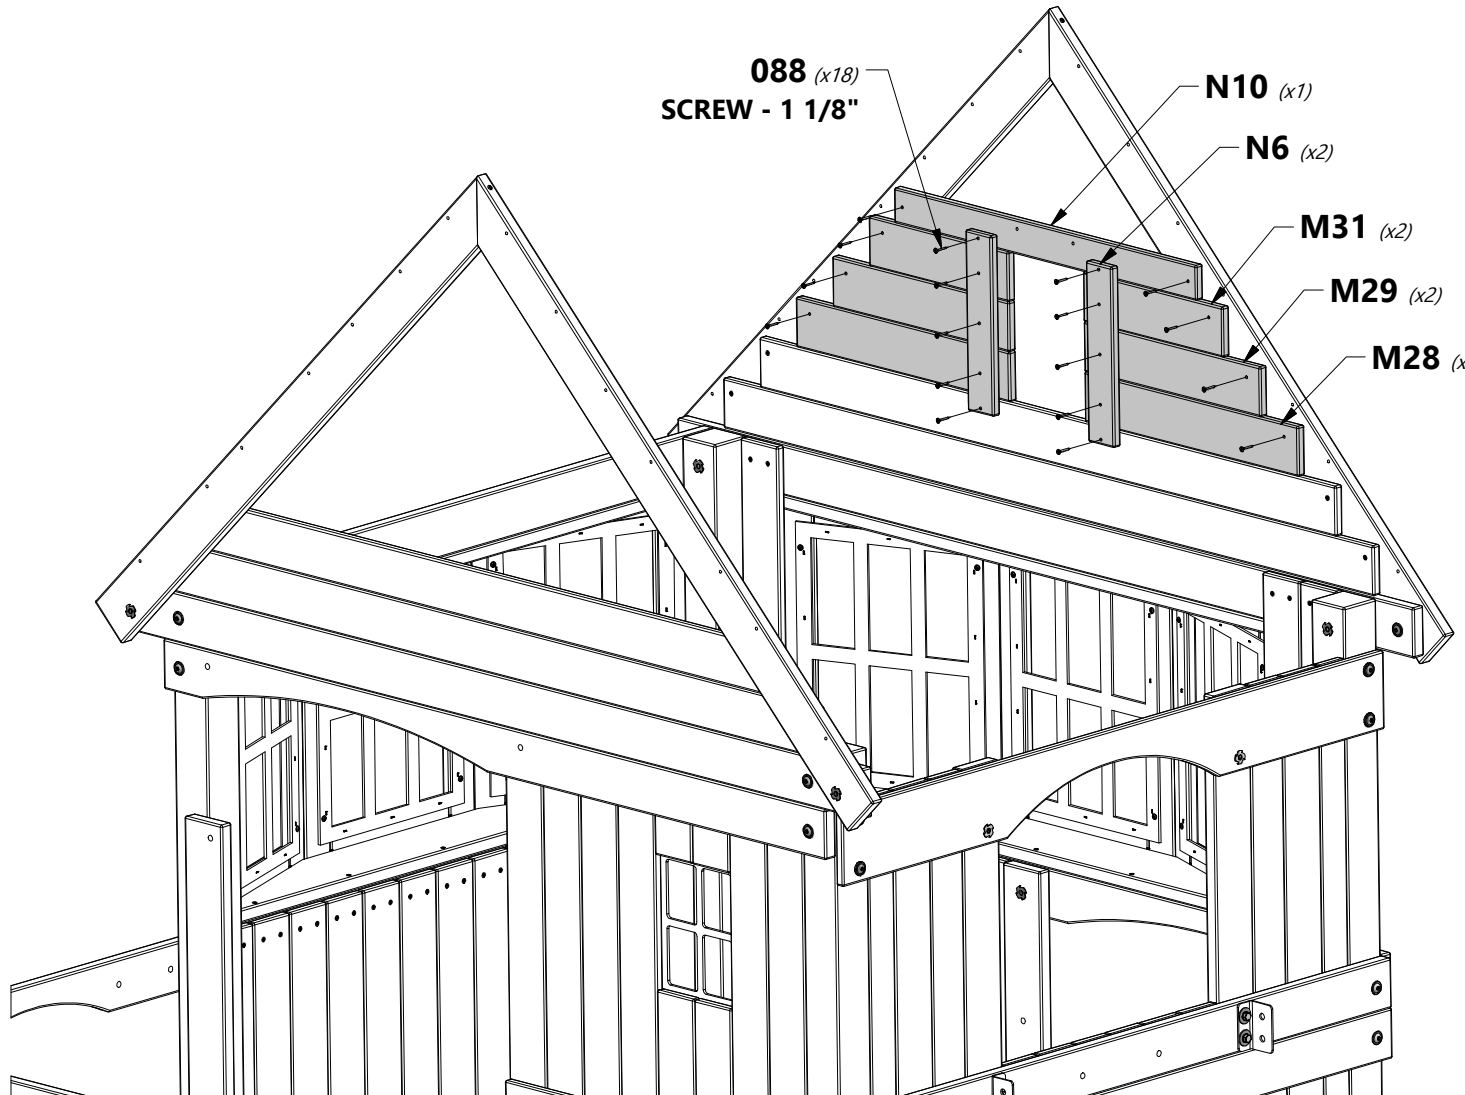 088 (x18)
SCREW - 1 1/8"
N10 (x1)
N6 (x2)
M31 (x2)
M29 (x2)
M28 (x